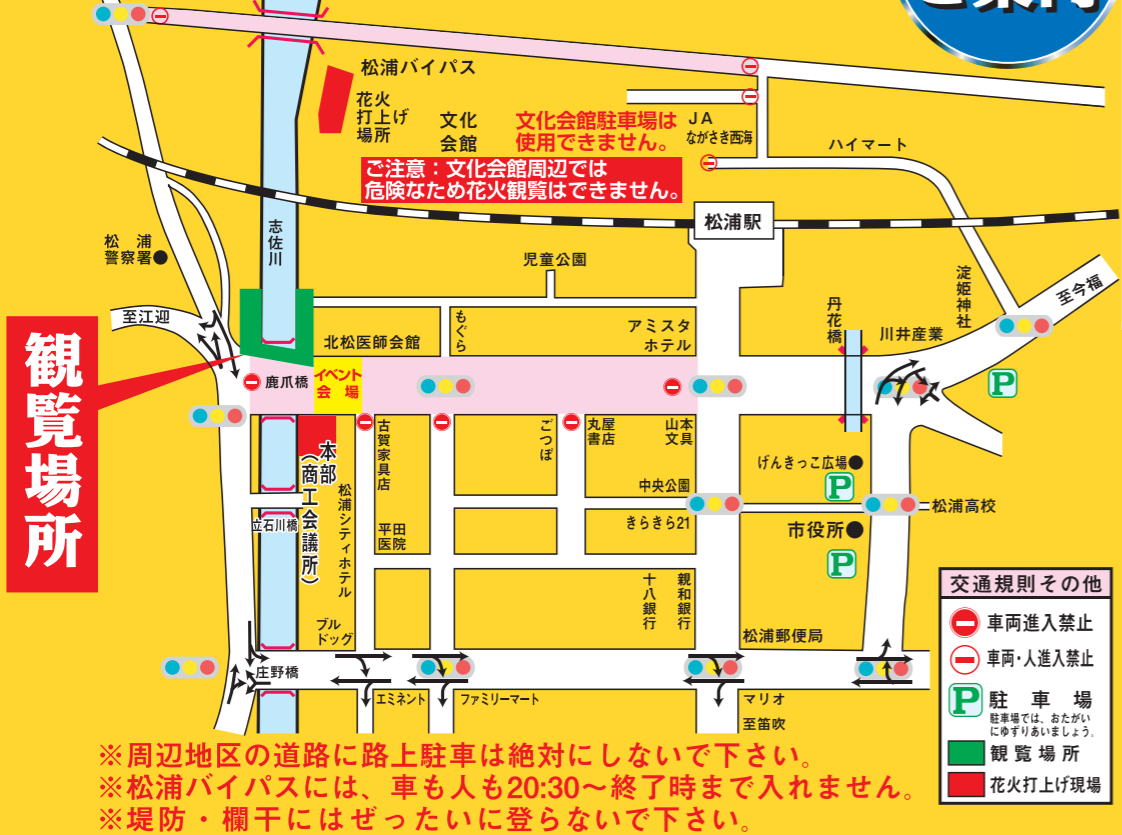 ご案内
松浦バイパス
花火
打上げ
場所
文化
会館
文化会館駐車場は
使用できません。
JA
ながさき西海
ハイマート
ご注意：文化会館周辺では
危険なため花火観覧はできません。
松浦駅
志佐川
松浦
警察署
児童公園
淀姫神社
至今福
至江迎
もぐら
アミスタ
ホテル
丹花橋
川井産業
北松医師会館
観覧場所
鹿爪橋
イベント
会場
P
古賀家具店
ごつぽ
丸屋
書店
山本
文具
本部
（商工会議所）
げんきっこ広場
P
中央公園
松浦シティホテル
立石川橋
平田
医院
きらきら21
松浦高校
市役所
P
十八銀行
親和銀行
ブル
ドッグ
松浦郵便局
庄野橋
エミネント
ファミリーマート
マリオ
至笛吹
交通規則その他
車両進入禁止
車両・人進入禁止
P
駐車場
駐車場では、おたがい
にゆずりあいましょう。
観覧場所
花火打上げ現場
※周辺地区の道路に路上駐車は絶対にしないで下さい。
※松浦バイパスには、車も人も20:30～終了時まで入れません。
※堤防・欄干にはぜったいに登らないで下さい。